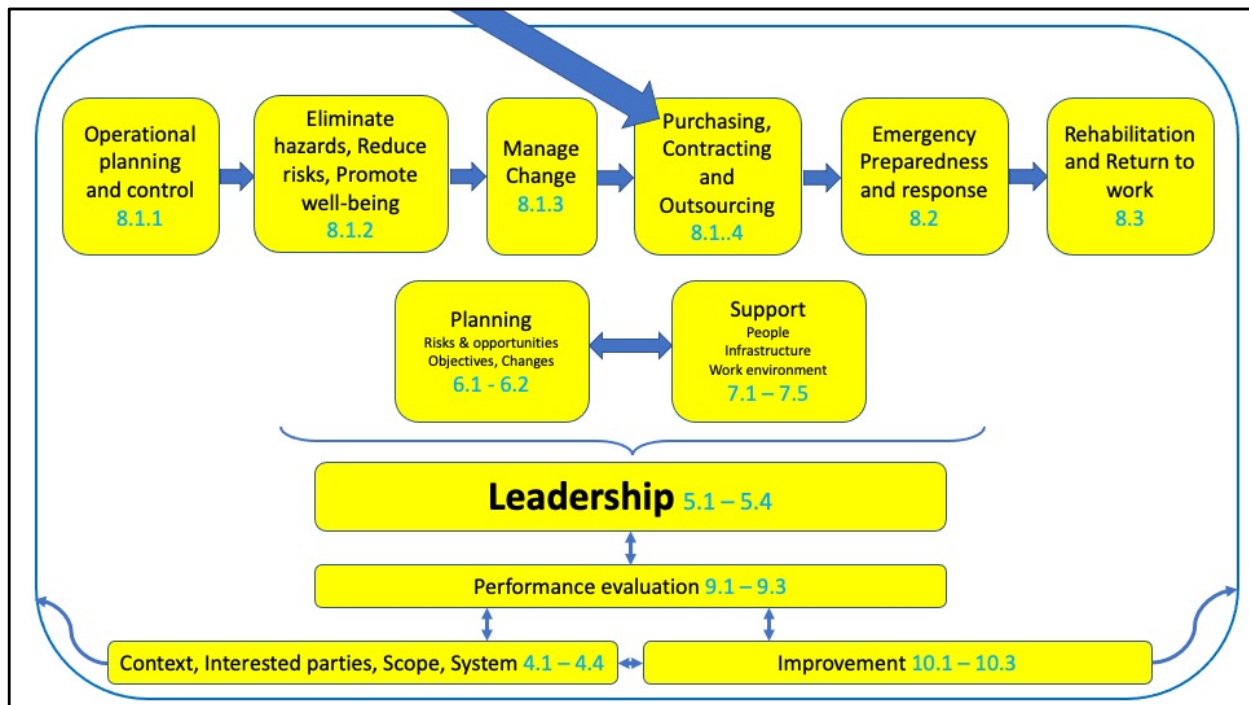 Operational
planning
and control
8.1.1
Eliminate
hazards, Reduce
risks, Promote
well-being
8.1.2
Manage
Change
8.1.3
Purchasing,
Contracting
and
Outsourcing
8.1..4
Emergency
Preparedness
and response
8.2
Rehabilitation
and Return to
work
8.3
Planning
Risks & opportunities
Objectives, Changes
6.1 - 6.2
Support
People
Infrastructure
Work environment
7.1 – 7.5
Leadership 5.1 – 5.4
Performance evaluation 9.1 – 9.3
Context, Interested parties, Scope, System 4.1 – 4.4
Improvement 10.1 – 10.3